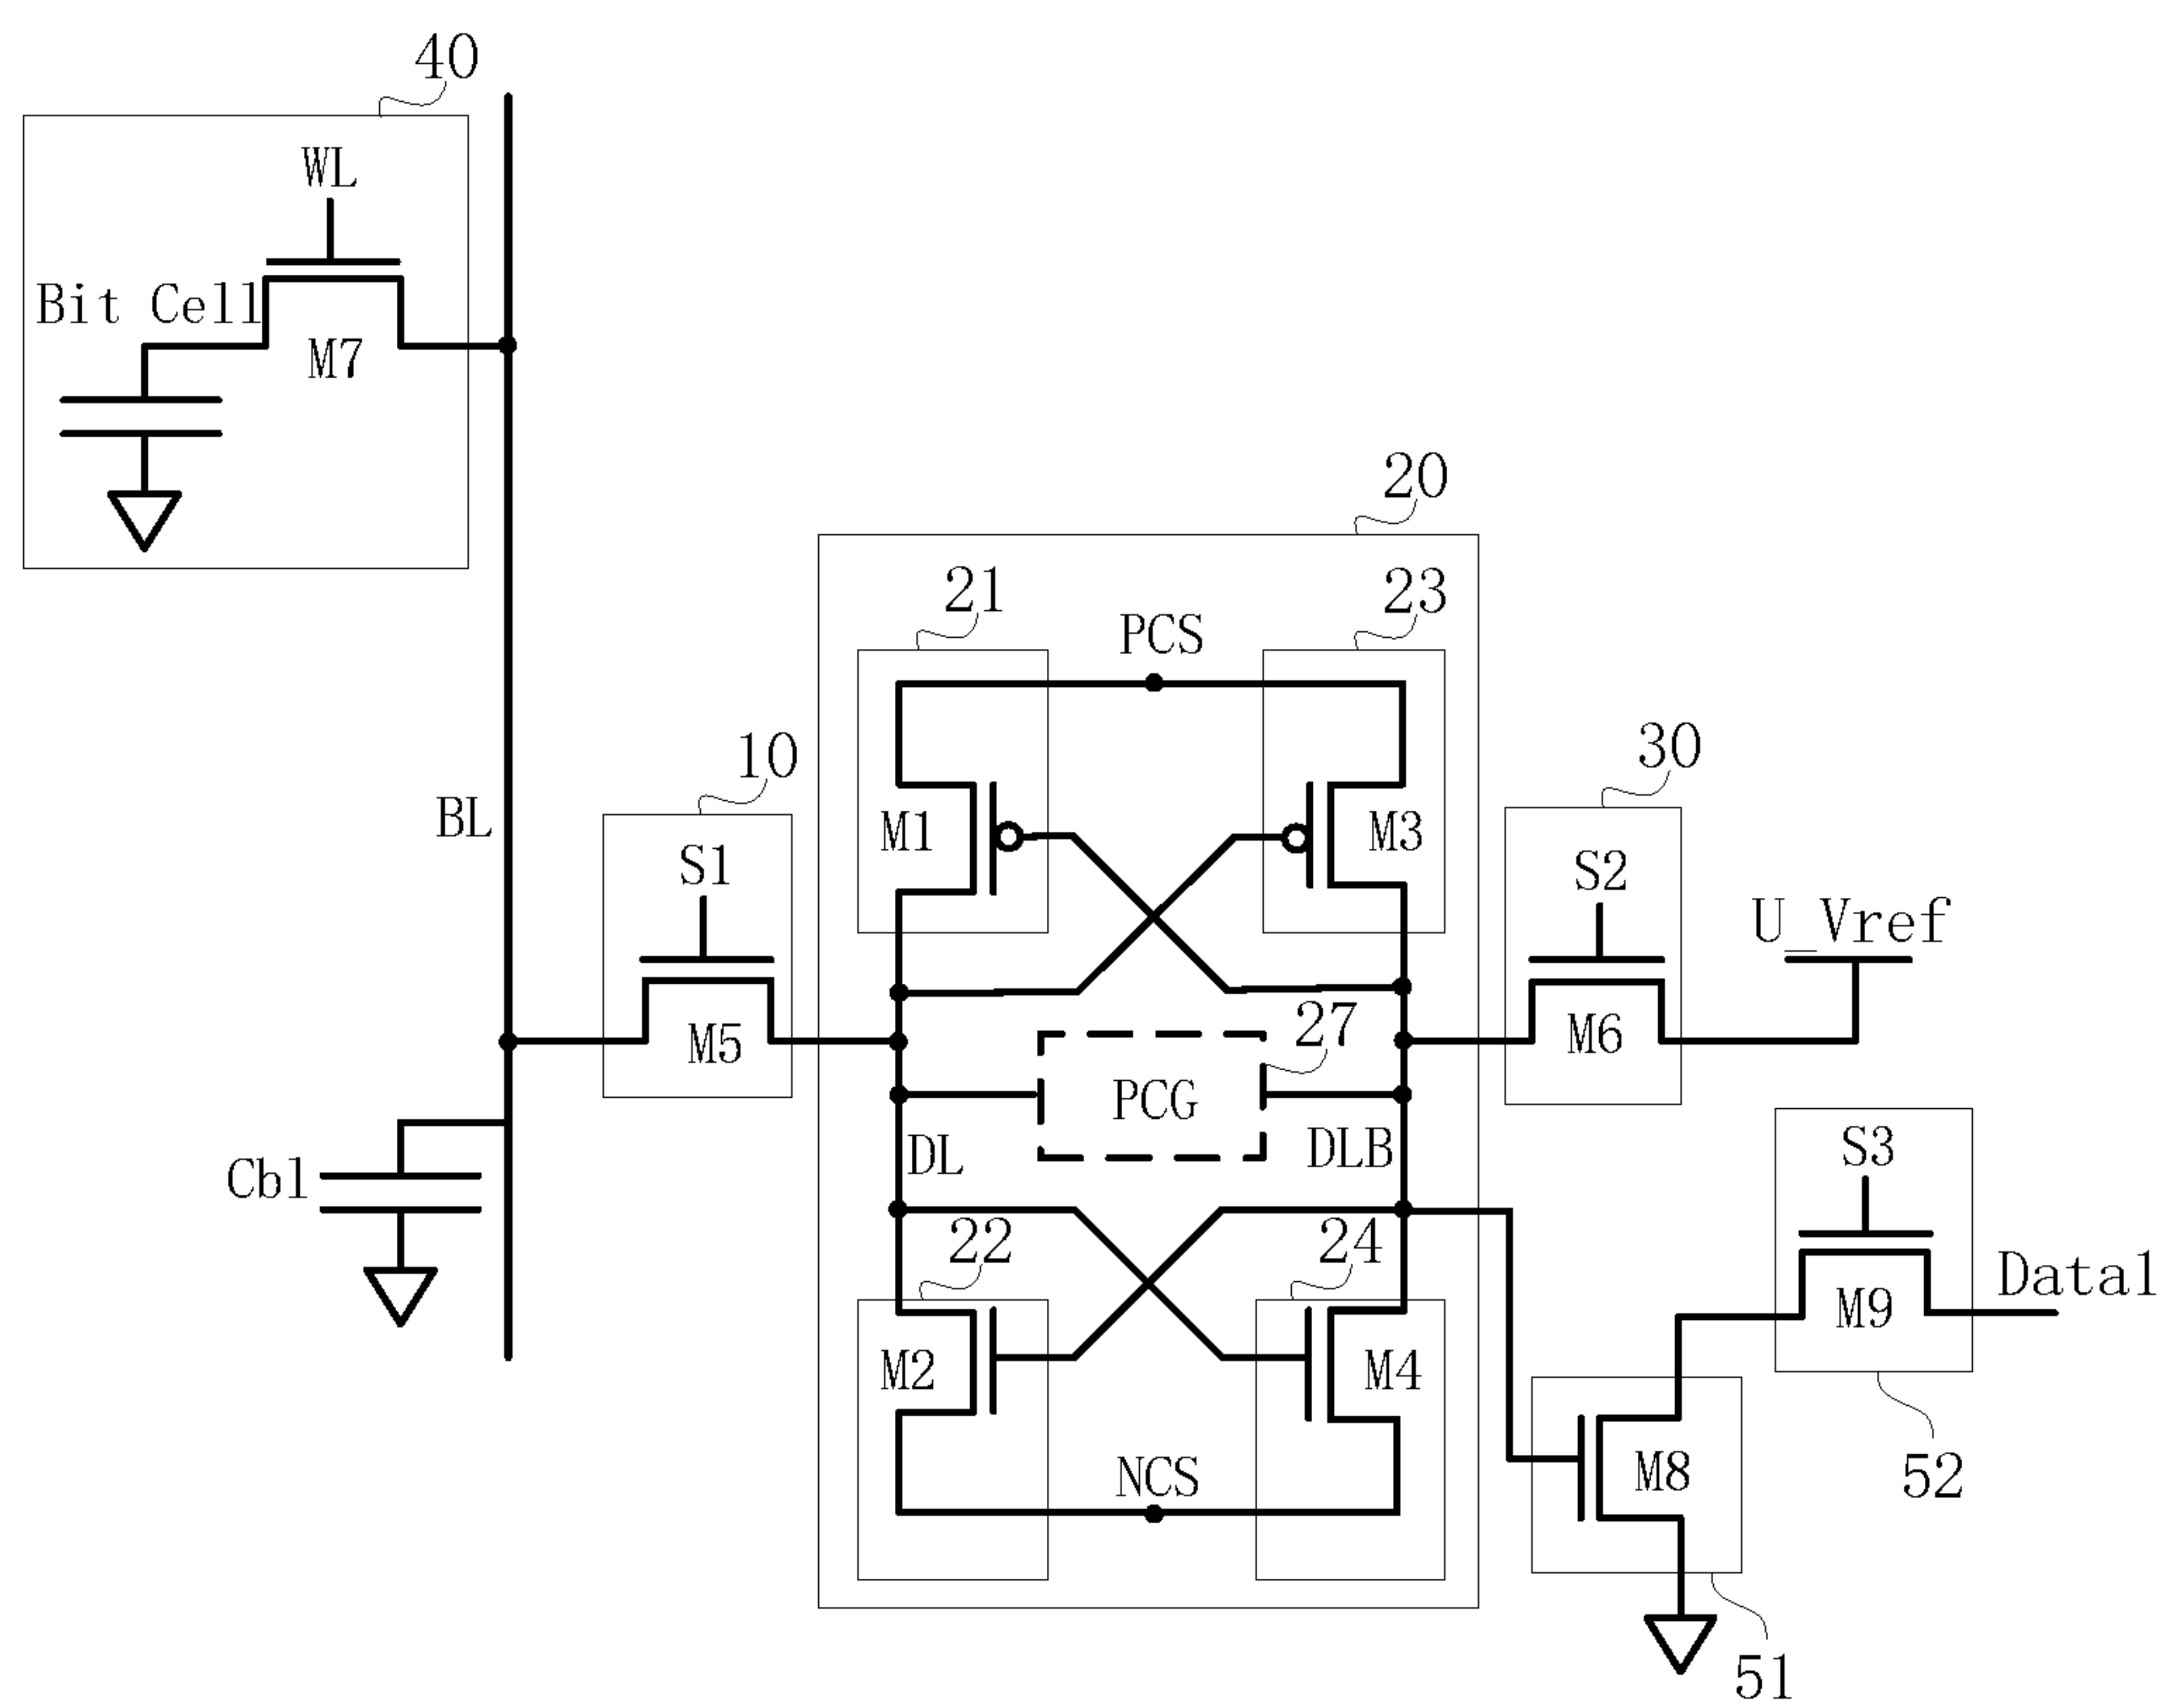 40
WL
Bit Cell
M7
20
21
23
PCS
10
30
BL
M1
M3
S1
S2
U_Vref
M5
M6
27
PCG
DL
DLB
S3
Cbl
22
24
Data1
M9
M2
M4
NCS
M8
52
51